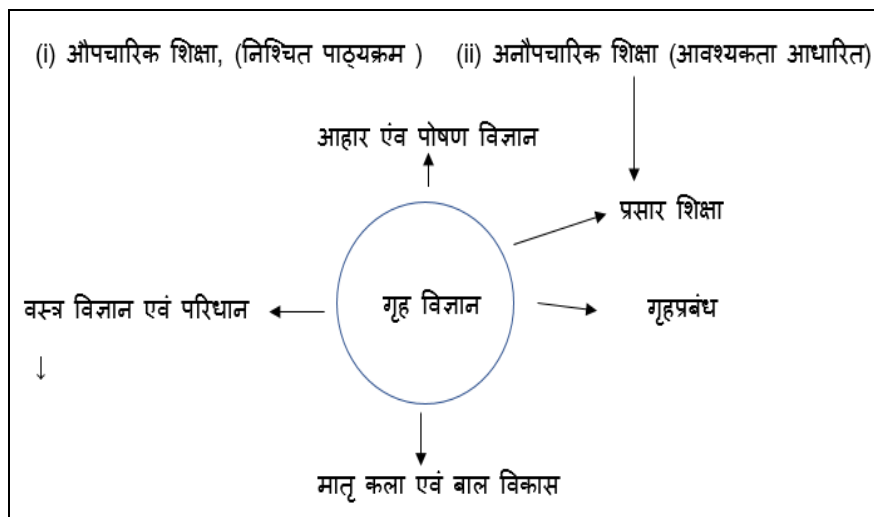 (i) औपचारिक शिक्षा, (निश्चित पाठ्यक्रम ) (ii) अनौपचारिक शिक्षा (आवश्यकता आधारित)
आहार एंव पोषण विज्ञान
प्रसार शिक्षा
वस्त्र विज्ञान एवं परिधान
गृह विज्ञान
गृहप्रबंध
मातृ कला एवं बाल विकास